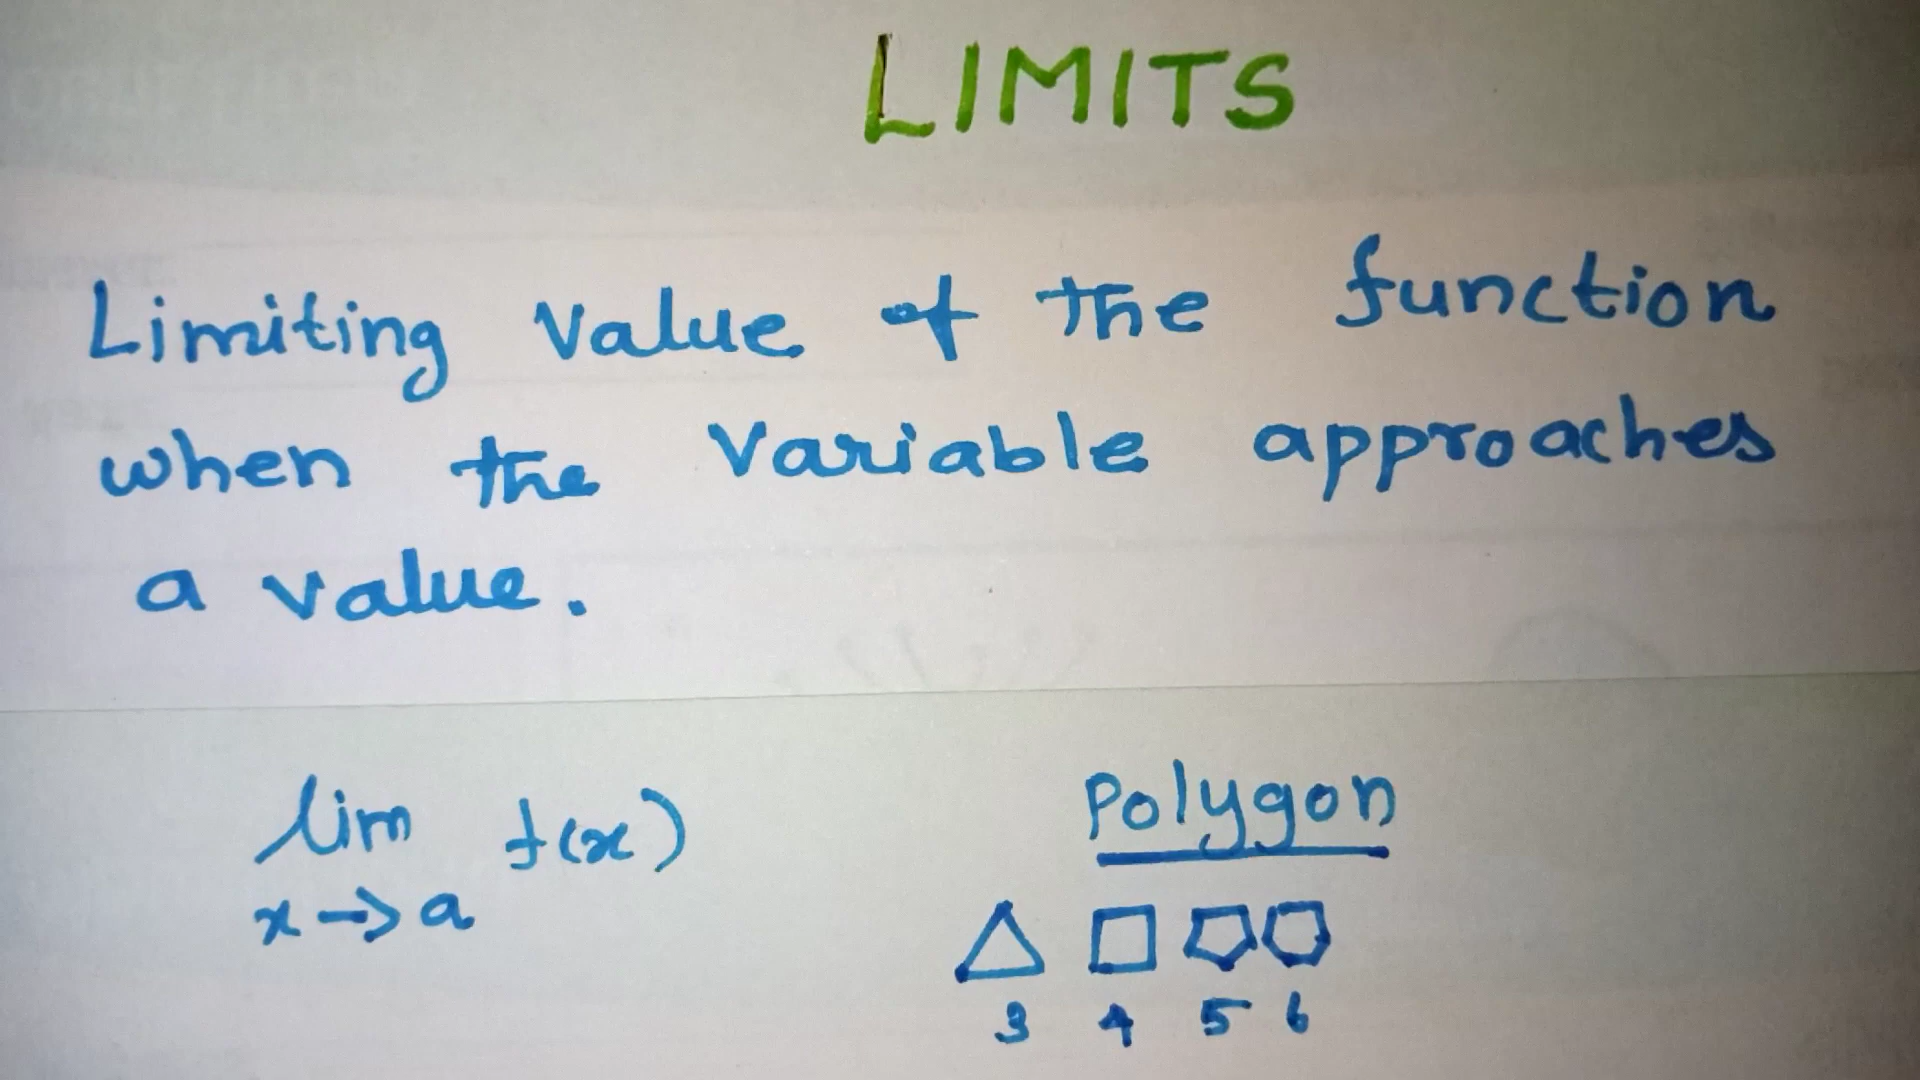 LIMITS
Limiting value of the function
when the variable approaches
a value.
lim f(x)
x→a
Polygon
3 4 5 6